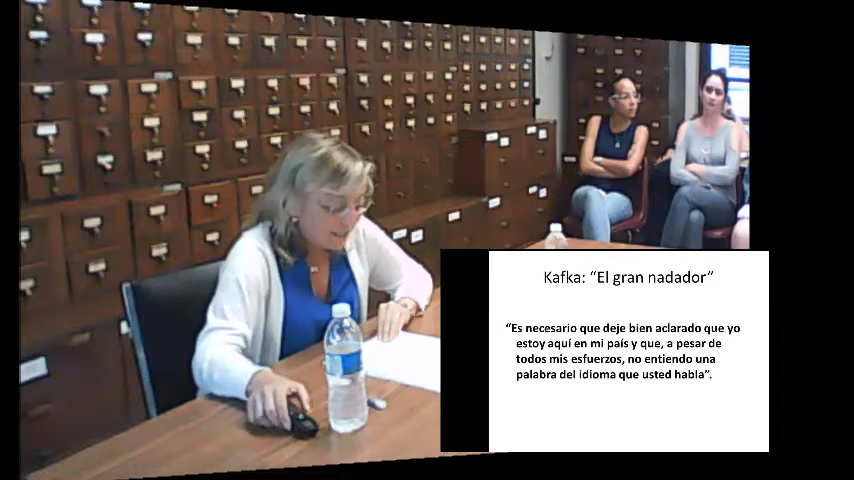 Kafka: “El gran nadador”
“Es necesario que deje bien aclarado que yo
estoy aquí en mi país y que, a pesar de
todos mis esfuerzos, no entiendo una
palabra del idioma que usted habla”.